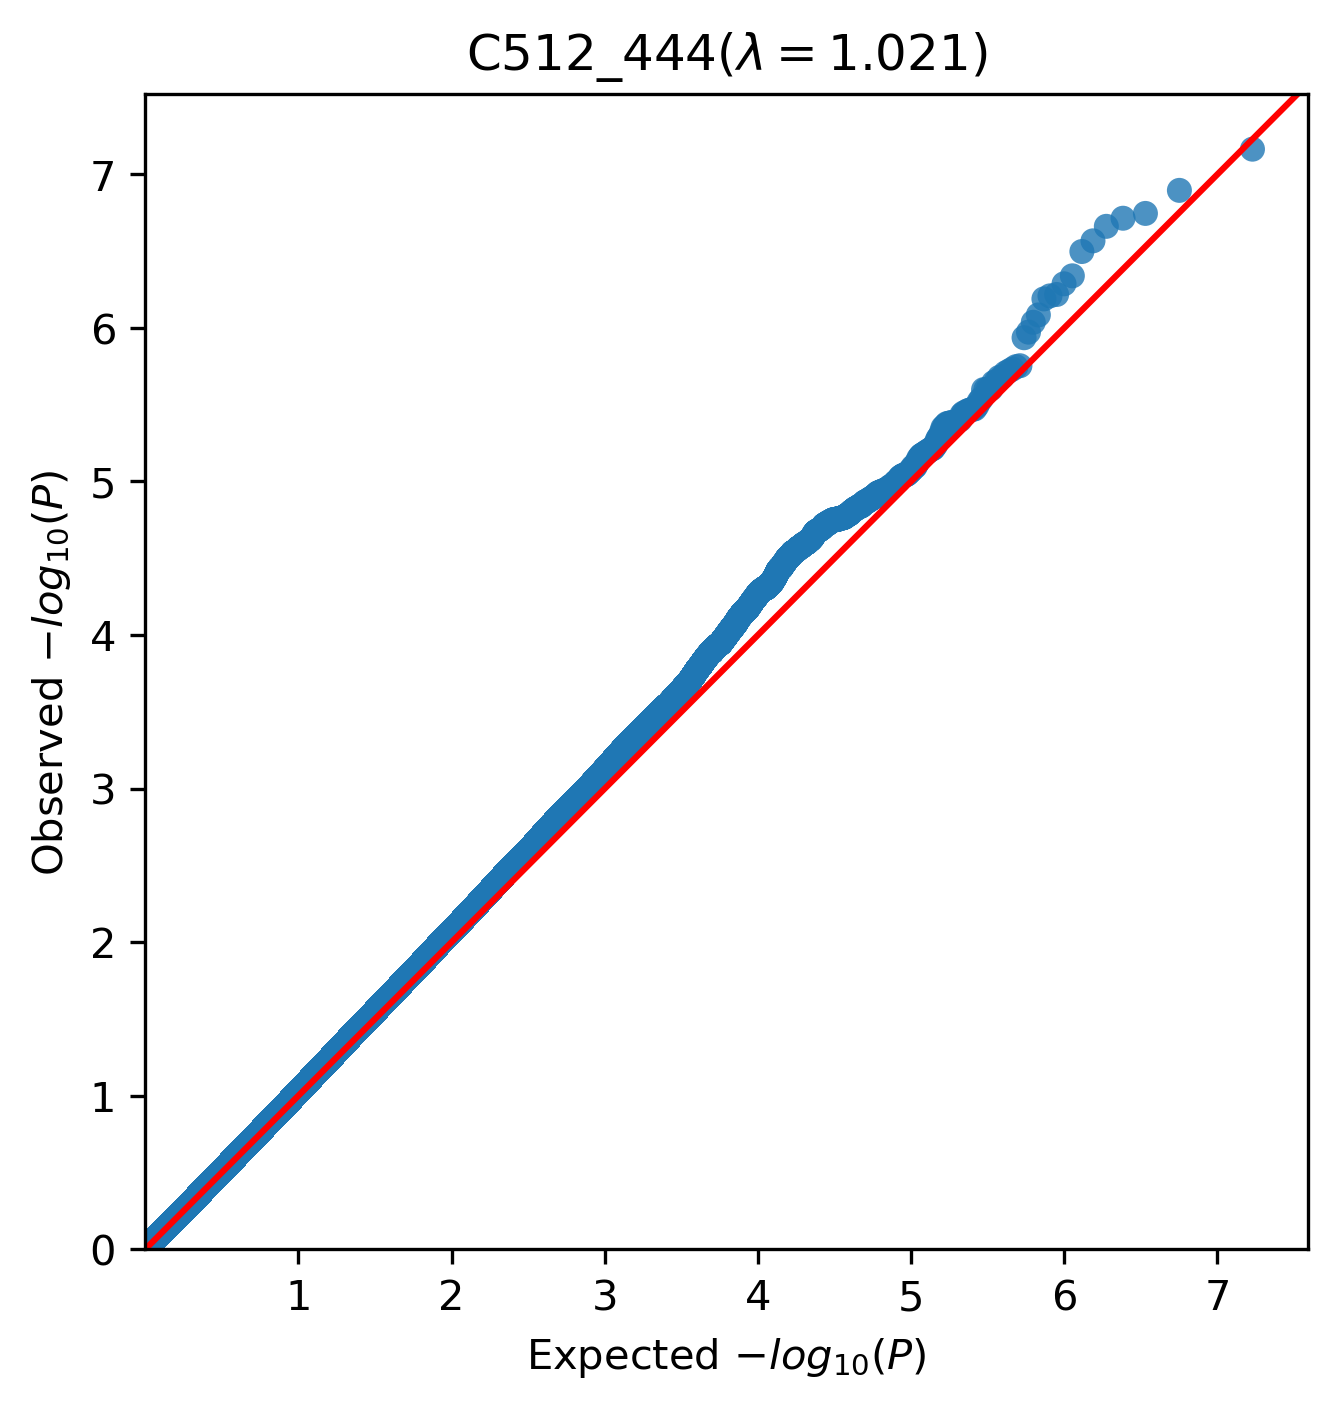 C512_444(λ = 1.021)
Observed −log₁₀(P)
7
6
5
4
3
2
1
0
1 2 3 4 5 6 7
Expected −log₁₀(P)